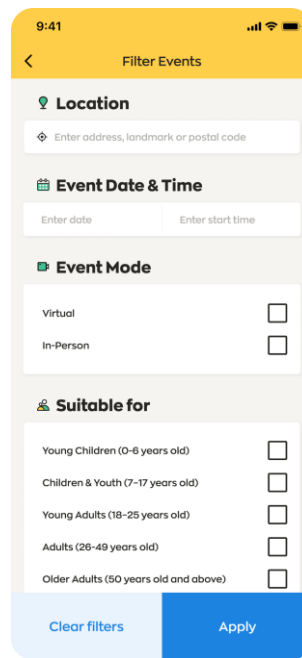 9:41
Filter Events
Location
Enter address, landmark or postal code
Event Date & Time
Enter date Enter start time
Event Mode
Virtual
In-Person
Suitable for
Young Children (0-6 years old)
Children & Youth (7-17 years old)
Young Adults (18-25 years old)
Adults (26-49 years old)
Older Adults (50 years old and above)
Clear filters Apply